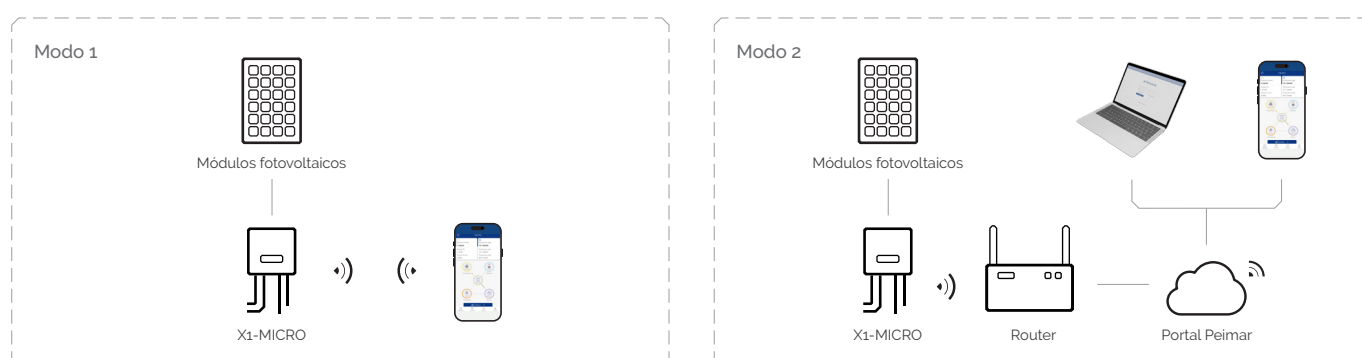 Modo 1
Módulos fotovoltaicos
X1-MICRO
Modo 2
Módulos fotovoltaicos
X1-MICRO
Router
Portal Peimar